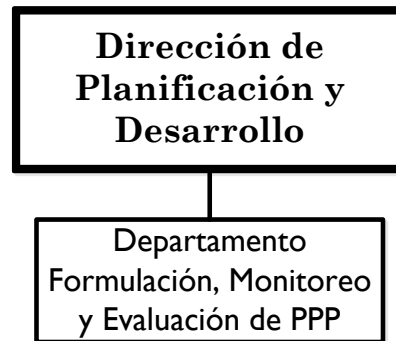 Dirección de
Planificación y
Desarrollo
Departamento
Formulación, Monitoreo
y Evaluación de PPP